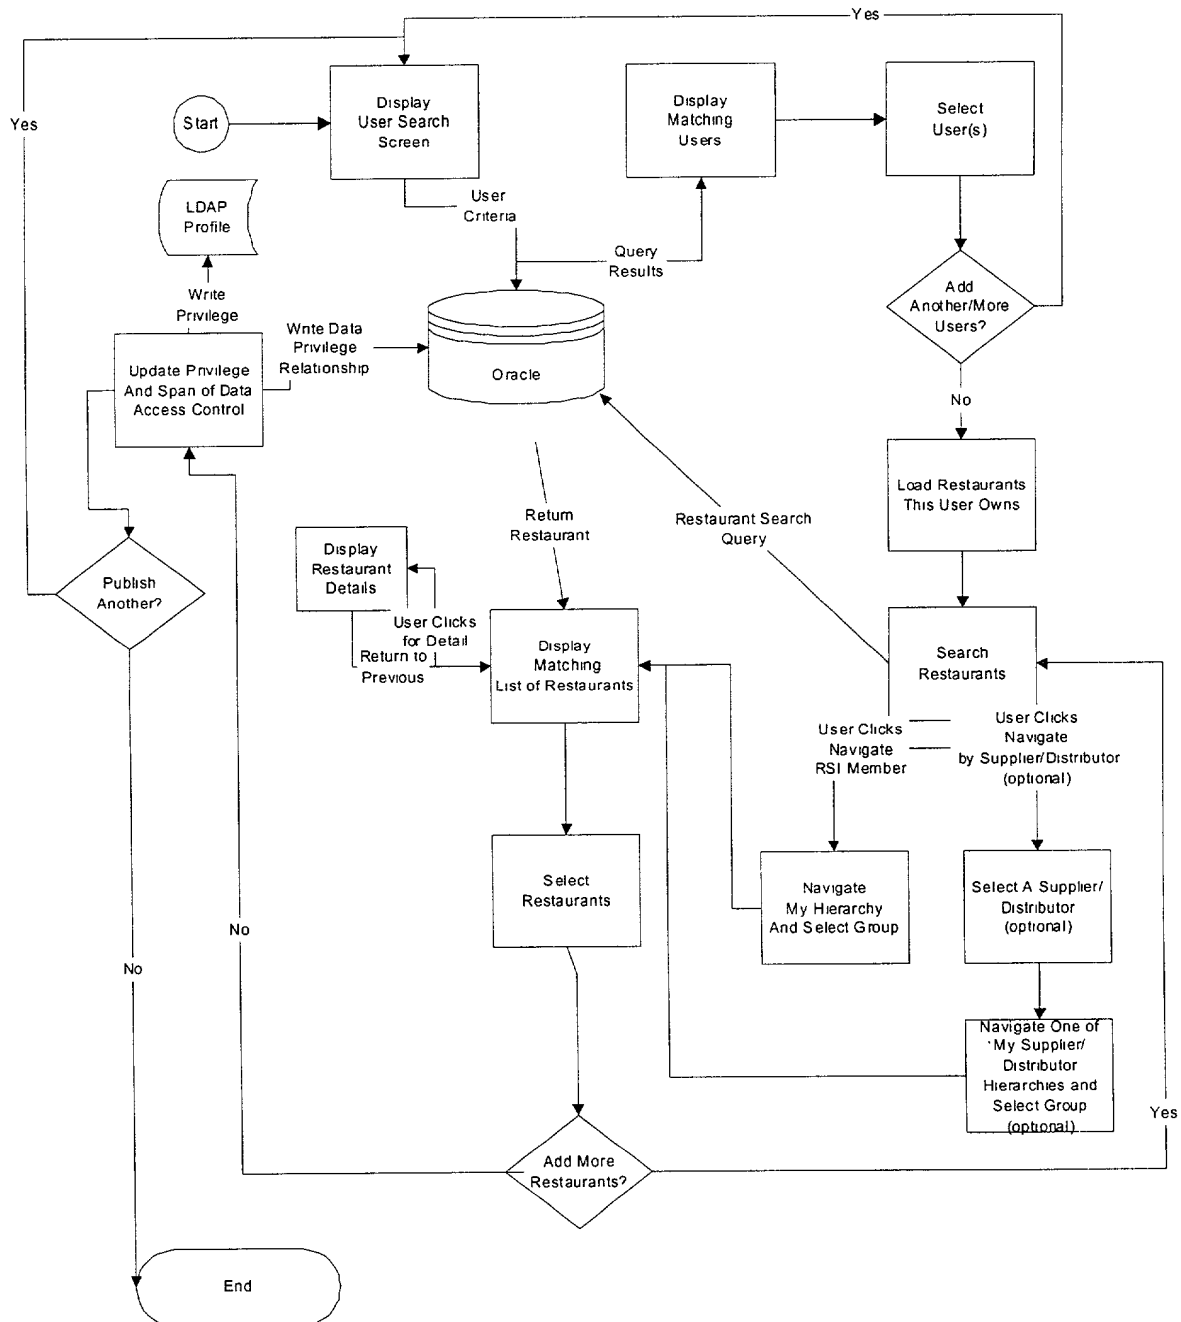 Yes
Yes
Start
Display
User Search
Screen
Display
Matching
Users
Select
User(s)
LDAP
Profile
User
Criteria
Query
Results
Add
Another/More
Users?
Write
Privilege
Write Data
Privilege
Relationship
Oracle
Update Privilege
And Span of Data
Access Control
No
Load Restaurants
This User Owns
Return
Restaurant
Restaurant Search
Query
Display
Restaurant
Details
Publish
Another?
User Clicks
for Detail
Return to
Previous
Display
Matching
List of Restaurants
Search
Restaurants
User Clicks
Navigate
RSI Member
User Clicks
Navigate
by Supplier/Distributor
(optional)
Select
Restaurants
Navigate
My Hierarchy
And Select Group
Select A Supplier/
Distributor
(optional)
No
No
Navigate One of
'My Supplier/
Distributor
Hierarchies and
Select Group
(optional)
Yes
Add More
Restaurants?
End